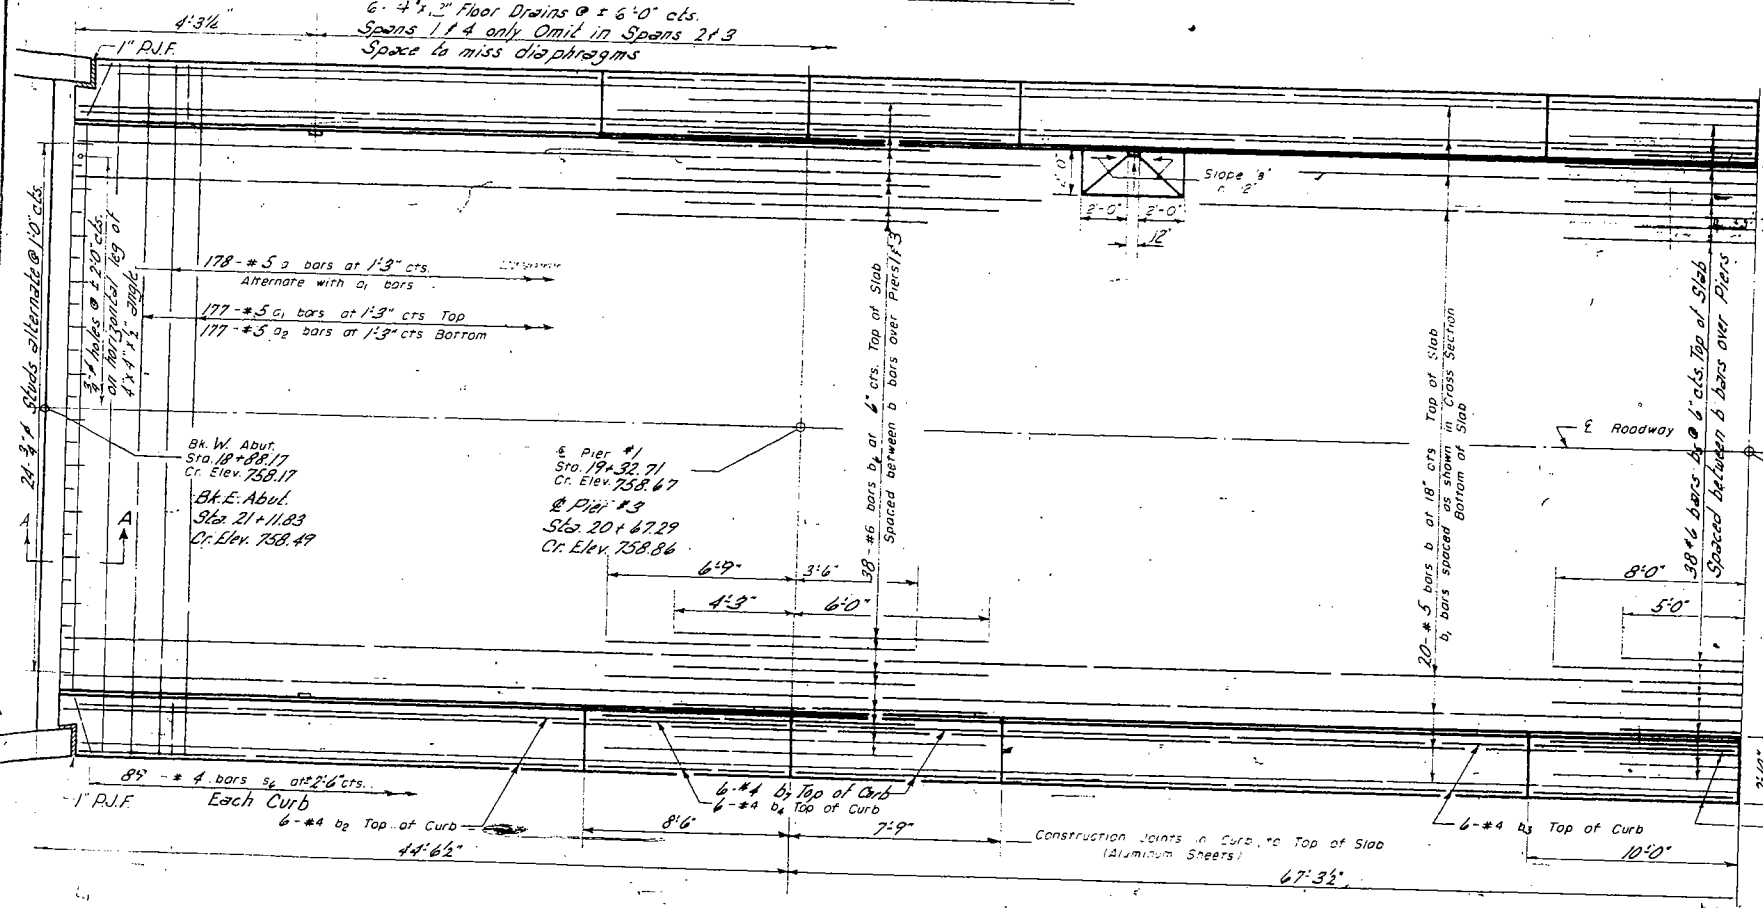 6-4"x.2" Floor Drains @ ± 6'-0" cts.
Spans 1 & 4 only Omit in Spans 2 & 3
Space to miss diaphragms
4'-3½"
1" P.J.F.
24-¾"ϕ Studs alternate @ 1'-0" cts.
¾"ϕ holes @ ± 2'-0" cts.
on horizontal leg of
4"x4"x½" angle
178-#5 a bars at 1'-3" cts.
Alternate with a₁ bars
177-#5 a₁ bars at 1'-3" cts Top
177-#5 a₂ bars at 1'-3" cts Bottom
Bk. W. Abut.
Sta. 18+88.17
Cr. Elev. 758.17
Bk. E. Abut.
Sta. 21+11.83
Cr. Elev. 758.49
℄ Pier #1
Sta. 19+32.71
Cr. Elev. 758.67
℄ Pier #3
Sta. 20+67.29
Cr. Elev. 758.86
A
A
38-#6 bars b₄ at 6" cts. Top of Slab
Spaced between b bars over Piers 1 & 3
2'-0"
Slope
2'-0"
2'-0"
12"
20-#5 bars b at 18" cts Top of Slab
b₁ bars spaced as shown in Cross Section
Bottom of Slab
38 #6 bars b₅ @ 6" cts. Top of Slab
Spaced between b bars over Piers
℄ Roadway
6'-9"
3'-6"
4'-3"
6'-0"
8'-0"
5'-0"
89-#4 bars s₆ at ± 2'-6" cts.
Each Curb
1" P.J.F.
6-#4 b₂ Top of Curb
6-#4 b₇ Top of Curb
6-#4 b₄ Top of Curb
6-#4 b₃ Top of Curb
8'-6"
7'-9"
Construction Joints in Curb, to Top of Slab
(Aluminum Sheets)
10'-0"
44'-6½"
67'-3½"